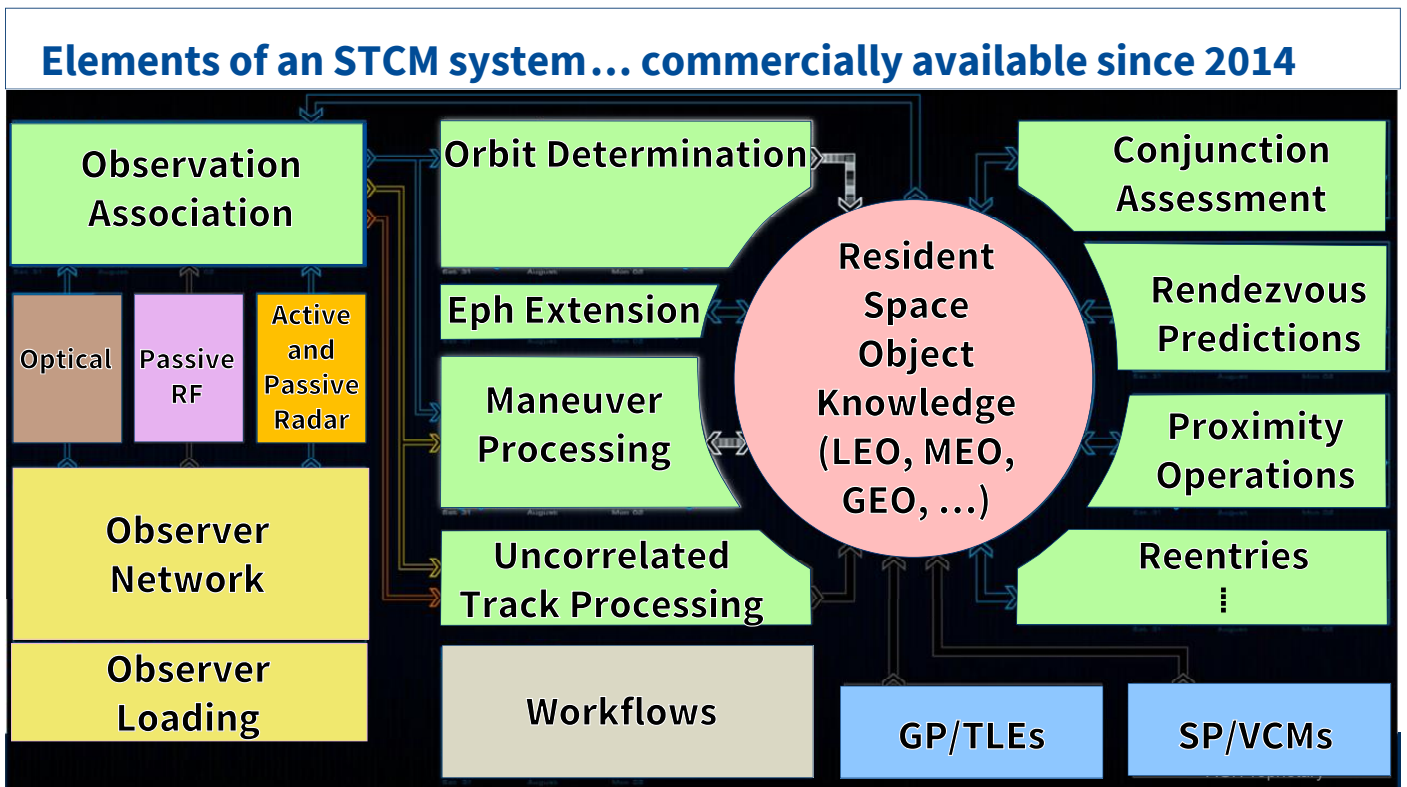 Elements of an STCM system... commercially available since 2014
Observation
Association
Optical
Passive
RF
Active
and
Passive
Radar
Observer
Network
Observer
Loading
Orbit Determination
Eph Extension
Maneuver
Processing
Uncorrelated
Track Processing
Workflows
Resident
Space
Object
Knowledge
(LEO, MEO,
GEO, ...)
Conjunction
Assessment
Rendezvous
Predictions
Proximity
Operations
Reentries
GP/TLEs
SP/VCMs